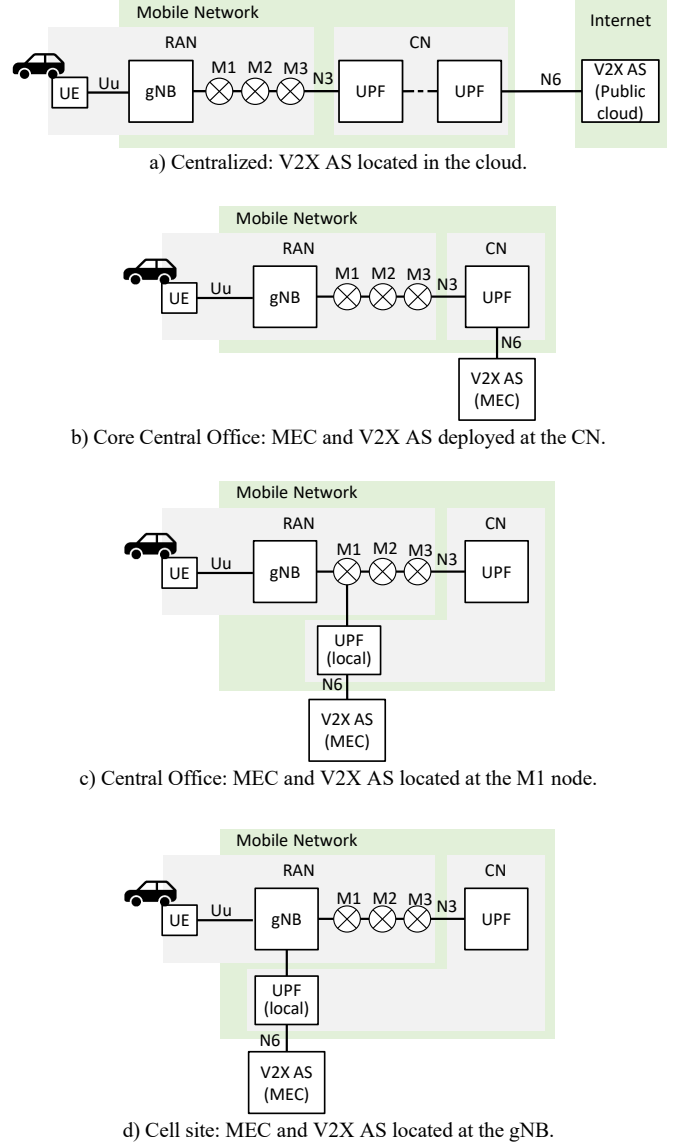 Mobile Network
Internet
RAN
CN
UE
Uu
gNB
M1
M2
M3
N3
UPF
UPF
N6
V2X AS
(Public
cloud)
a) Centralized: V2X AS located in the cloud.
Mobile Network
RAN
CN
UE
Uu
gNB
M1
M2
M3
N3
UPF
N6
V2X AS
(MEC)
b) Core Central Office: MEC and V2X AS deployed at the CN.
Mobile Network
RAN
CN
UE
Uu
gNB
M1
M2
M3
N3
UPF
UPF
(local)
N6
V2X AS
(MEC)
c) Central Office: MEC and V2X AS located at the M1 node.
Mobile Network
RAN
CN
UE
Uu
gNB
M1
M2
M3
N3
UPF
UPF
(local)
N6
V2X AS
(MEC)
d) Cell site: MEC and V2X AS located at the gNB.